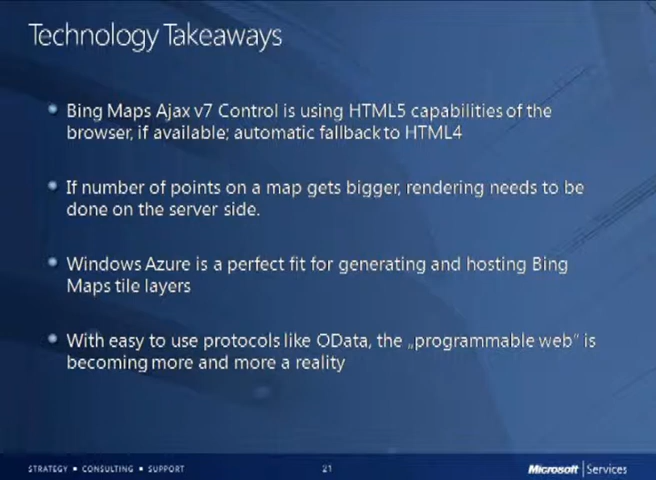 Technology Takeaways
Bing Maps Ajax v7 Control is using HTML5 capabilities of the
browser, if available; automatic fallback to HTML4
If number of points on a map gets bigger, rendering needs to be
done on the server side.
Windows Azure is a perfect fit for generating and hosting Bing
Maps tile layers
With easy to use protocols like OData, the „programmable web“ is
becoming more and more a reality
STRATEGY ▪ CONSULTING ▪ SUPPORT
21
Microsoft | Services